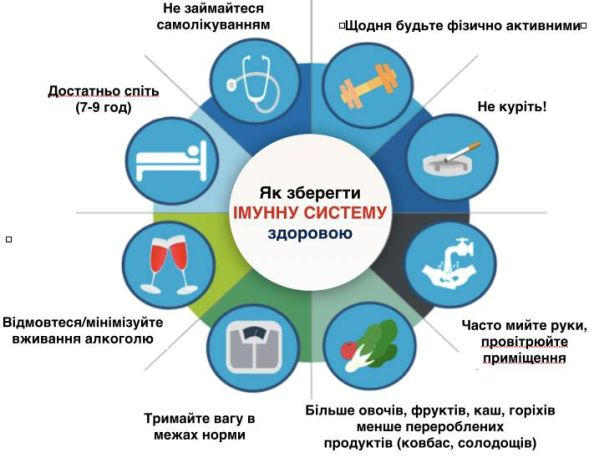 Не займайтеся
самолікуванням
Щодня будьте фізично активними
Достатньо спіть
(7-9 год)
Не куріть!
Як зберегти
ІМУННУ СИСТЕМУ
здоровою
Відмовтеся/мінімізуйте
вживання алкоголю
Часто мийте руки,
провітрюйте
приміщення
Тримайте вагу в
межах норми
Більше овочів, фруктів, каш, горіхів
менше перероблених
продуктів (ковбас, солодощів)